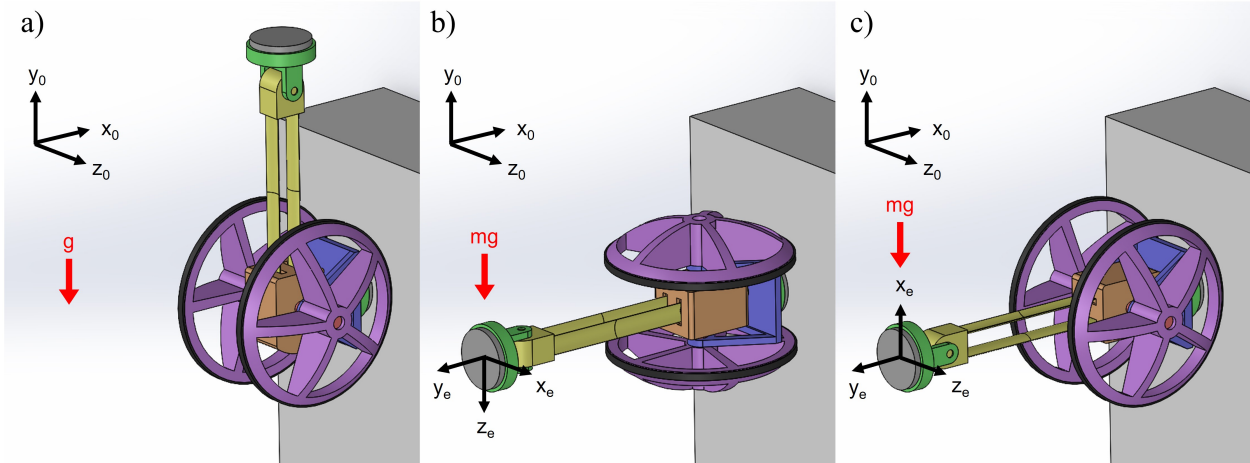 a)
y₀
x₀
z₀
g
b)
y₀
x₀
z₀
mg
yₑ
xₑ
zₑ
c)
y₀
x₀
z₀
mg
xₑ
yₑ
zₑ